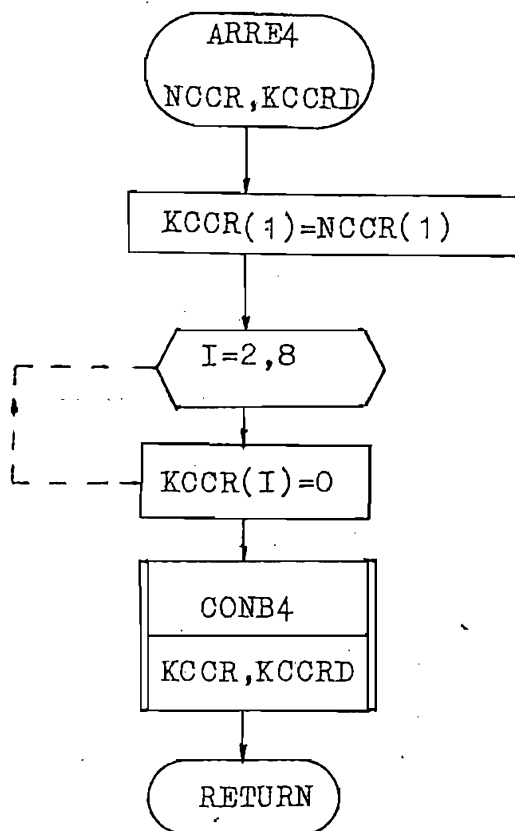 ARRE4
NCCR,KCCRD
KCCR(1)=NCCR(1)
I=2,8
KCCR(I)=0
CONB4
KCCR,KCCRD
RETURN